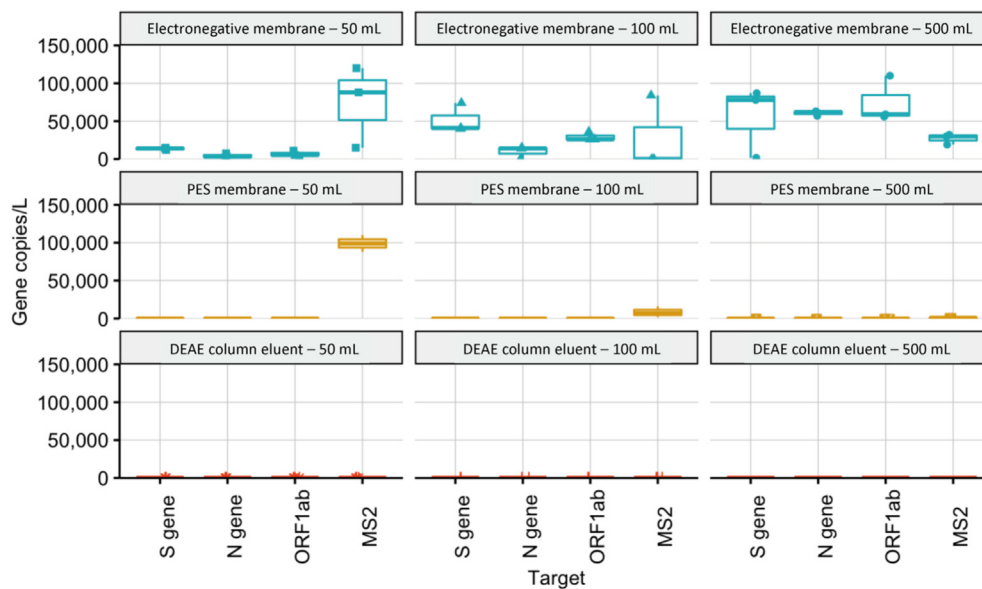 Electronegative membrane – 50 mL
Electronegative membrane – 100 mL
Electronegative membrane – 500 mL
150,000
100,000
50,000
0
PES membrane – 50 mL
PES membrane – 100 mL
PES membrane – 500 mL
150,000
100,000
50,000
0
DEAE column eluent – 50 mL
DEAE column eluent – 100 mL
DEAE column eluent – 500 mL
150,000
100,000
50,000
0
Gene copies/L
S gene
N gene
ORF1ab
MS2
S gene
N gene
ORF1ab
MS2
S gene
N gene
ORF1ab
MS2
Target